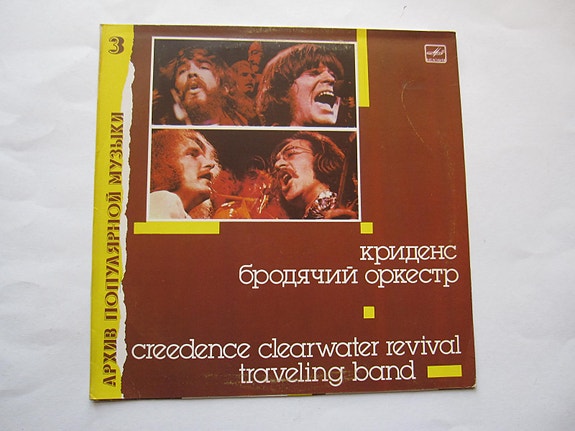 3
АРХИВ ПОПУЛЯРНОЙ МУЗЫКИ
криденс
бродячий оркестр
creedence clearwater revival
traveling band